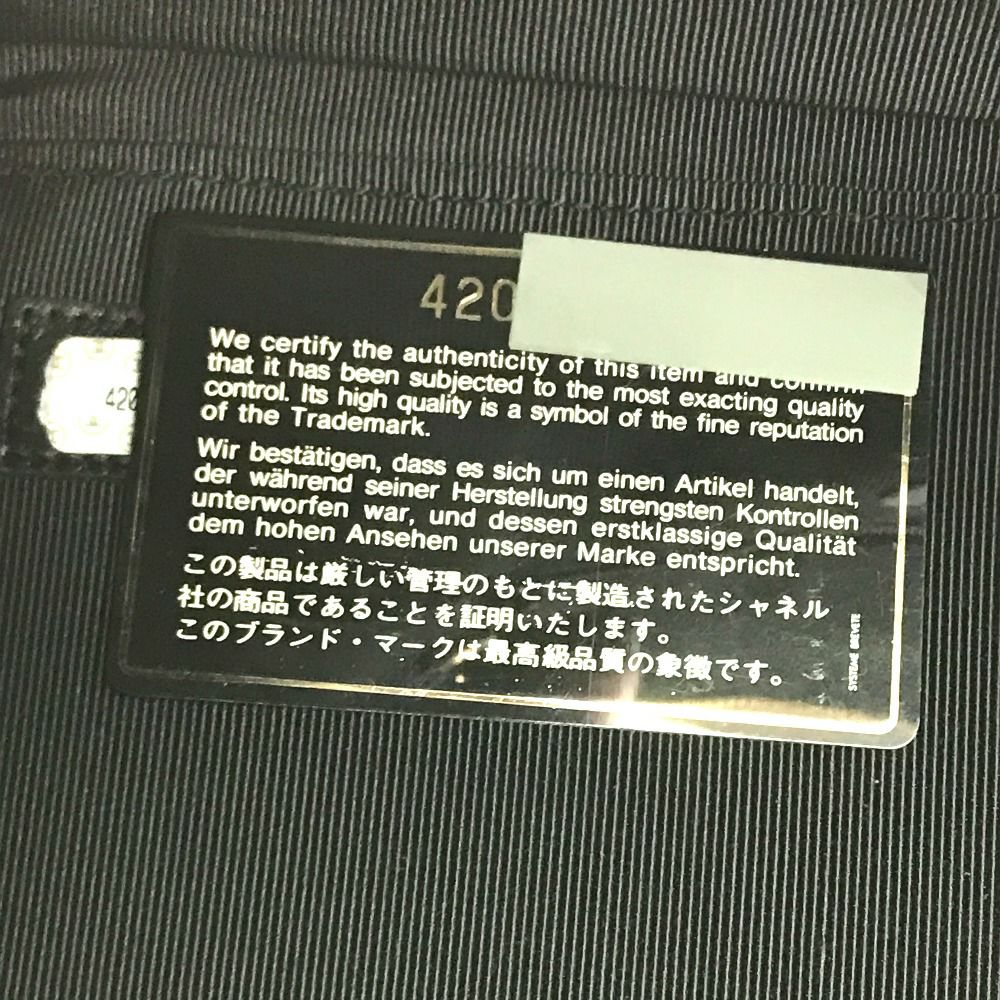 420
We certify the authenticity of this item and confirm
that it has been subjected to the most exacting quality
control. Its high quality is a symbol of the fine reputation
of the Trademark.
Wir bestätigen, dass es sich um einen Artikel handelt,
der während seiner Herstellung strengsten Kontrollen
unterworfen war, und dessen erstklassige Qualität
dem hohen Ansehen unserer Marke entspricht.
この製品は厳しい管理のもとに製造されたシャネル
社の商品であることを証明いたします。
このブランド・マークは最高級品質の象徴です。
SYSTEME BREVETE
420